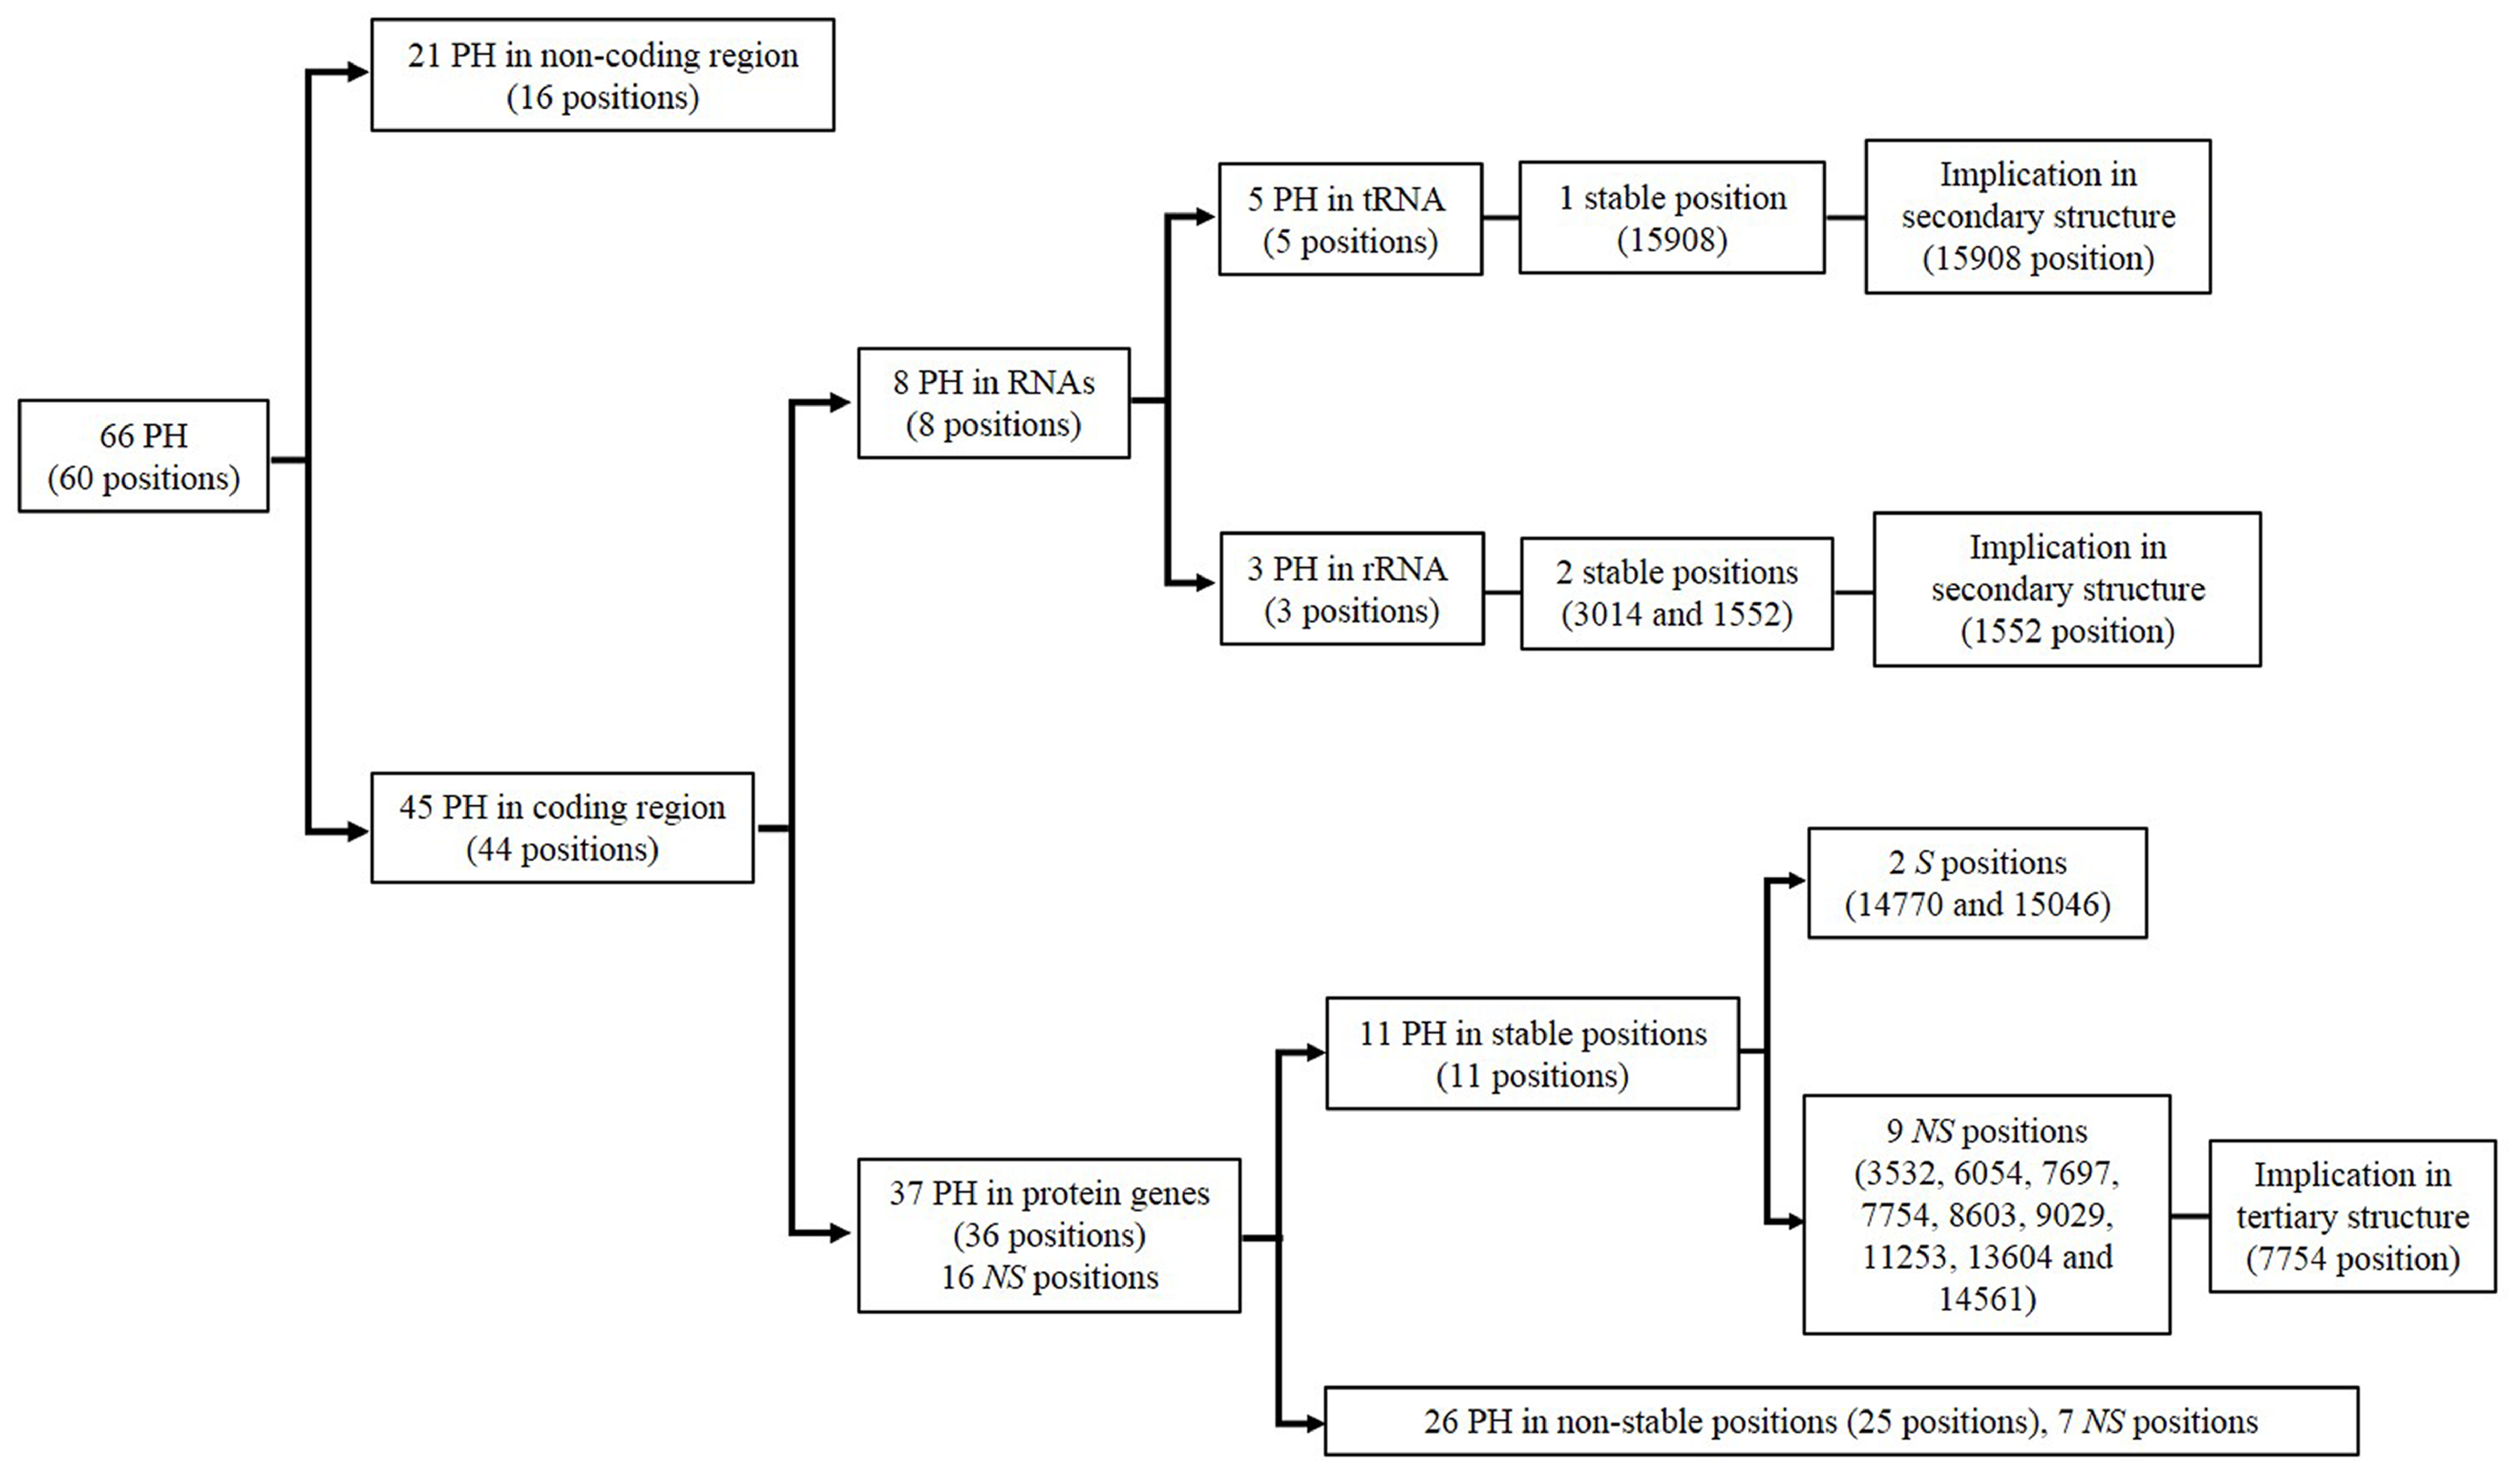 21 PH in non-coding region
(16 positions)
5 PH in tRNA
(5 positions)
1 stable position
(15908)
Implication in
secondary structure
(15908 position)
8 PH in RNAs
(8 positions)
66 PH
(60 positions)
3 PH in rRNA
(3 positions)
2 stable positions
(3014 and 1552)
Implication in
secondary structure
(1552 position)
45 PH in coding region
(44 positions)
2 S positions
(14770 and 15046)
11 PH in stable positions
(11 positions)
9 NS positions
(3532, 6054, 7697,
7754, 8603, 9029,
11253, 13604 and
14561)
Implication in
tertiary structure
(7754 position)
37 PH in protein genes
(36 positions)
16 NS positions
26 PH in non-stable positions (25 positions), 7 NS positions